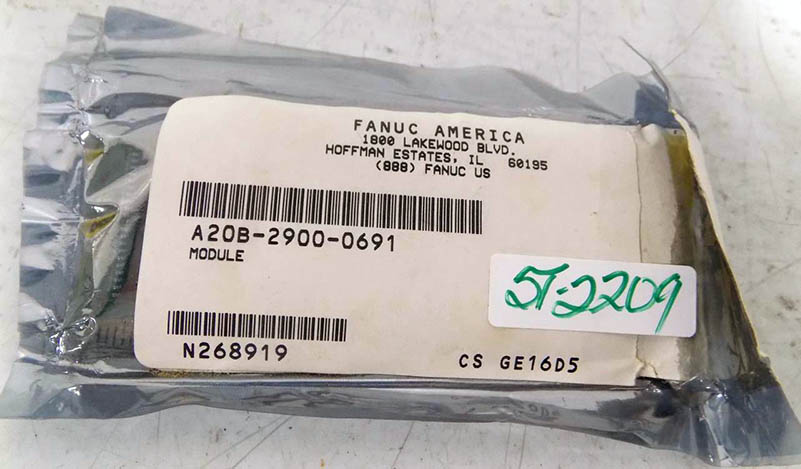 FANUC AMERICA
1800 LAKEWOOD BLVD.
HOFFMAN ESTATES, IL 60195
(888) FANUC US
A20B-2900-0691
MODULE
57-2209
N268919
CS GE16D5